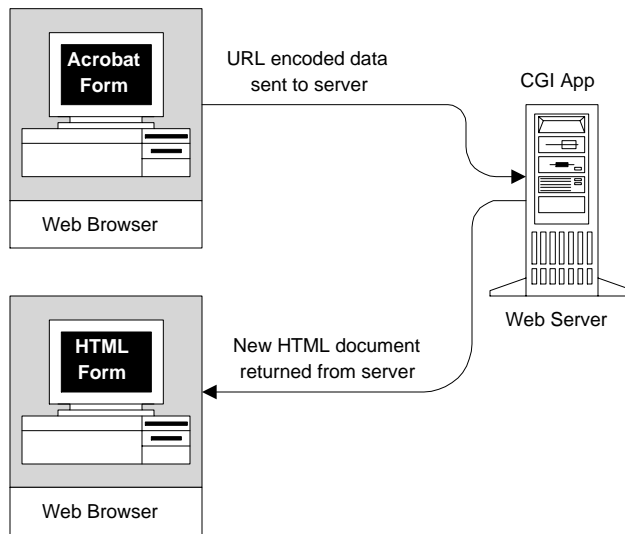 Acrobat
Form
Web Browser
URL encoded data
sent to server
CGI App
Web Server
HTML
Form
Web Browser
New HTML document
returned from server